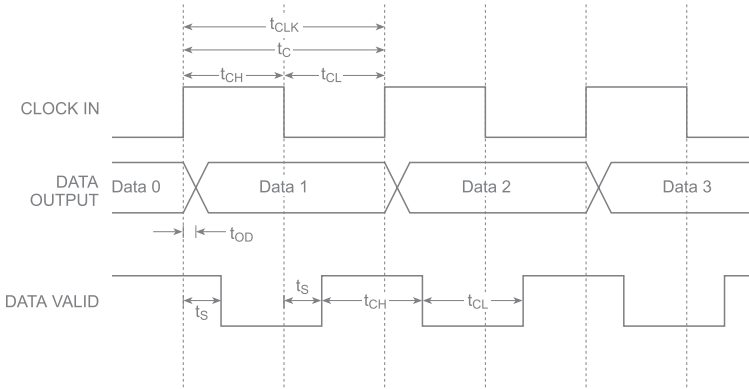 tCLK
tC
tCH
tCL
CLOCK IN
DATA
OUTPUT
Data 0
Data 1
Data 2
Data 3
tOD
DATA VALID
tS
tS
tCH
tCL